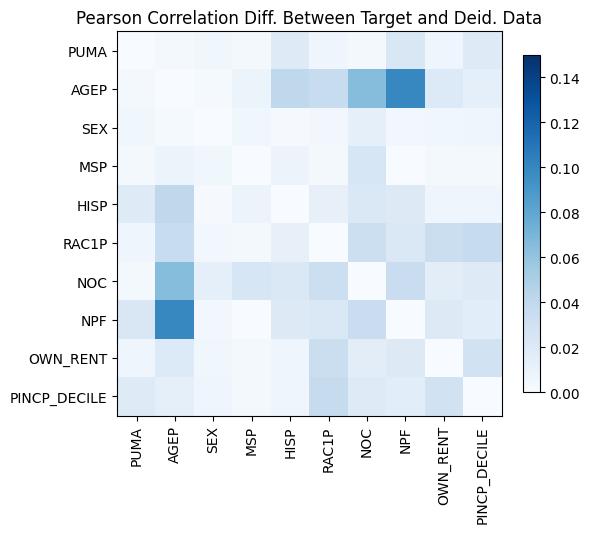 Pearson Correlation Diff. Between Target and Deid. Data
PUMA
AGEP
SEX
MSP
HISP
RAC1P
NOC
NPF
OWN_RENT
PINCP_DECILE
PUMA
AGEP
SEX
MSP
HISP
RAC1P
NOC
NPF
OWN_RENT
PINCP_DECILE
0.14
0.12
0.10
0.08
0.06
0.04
0.02
0.00